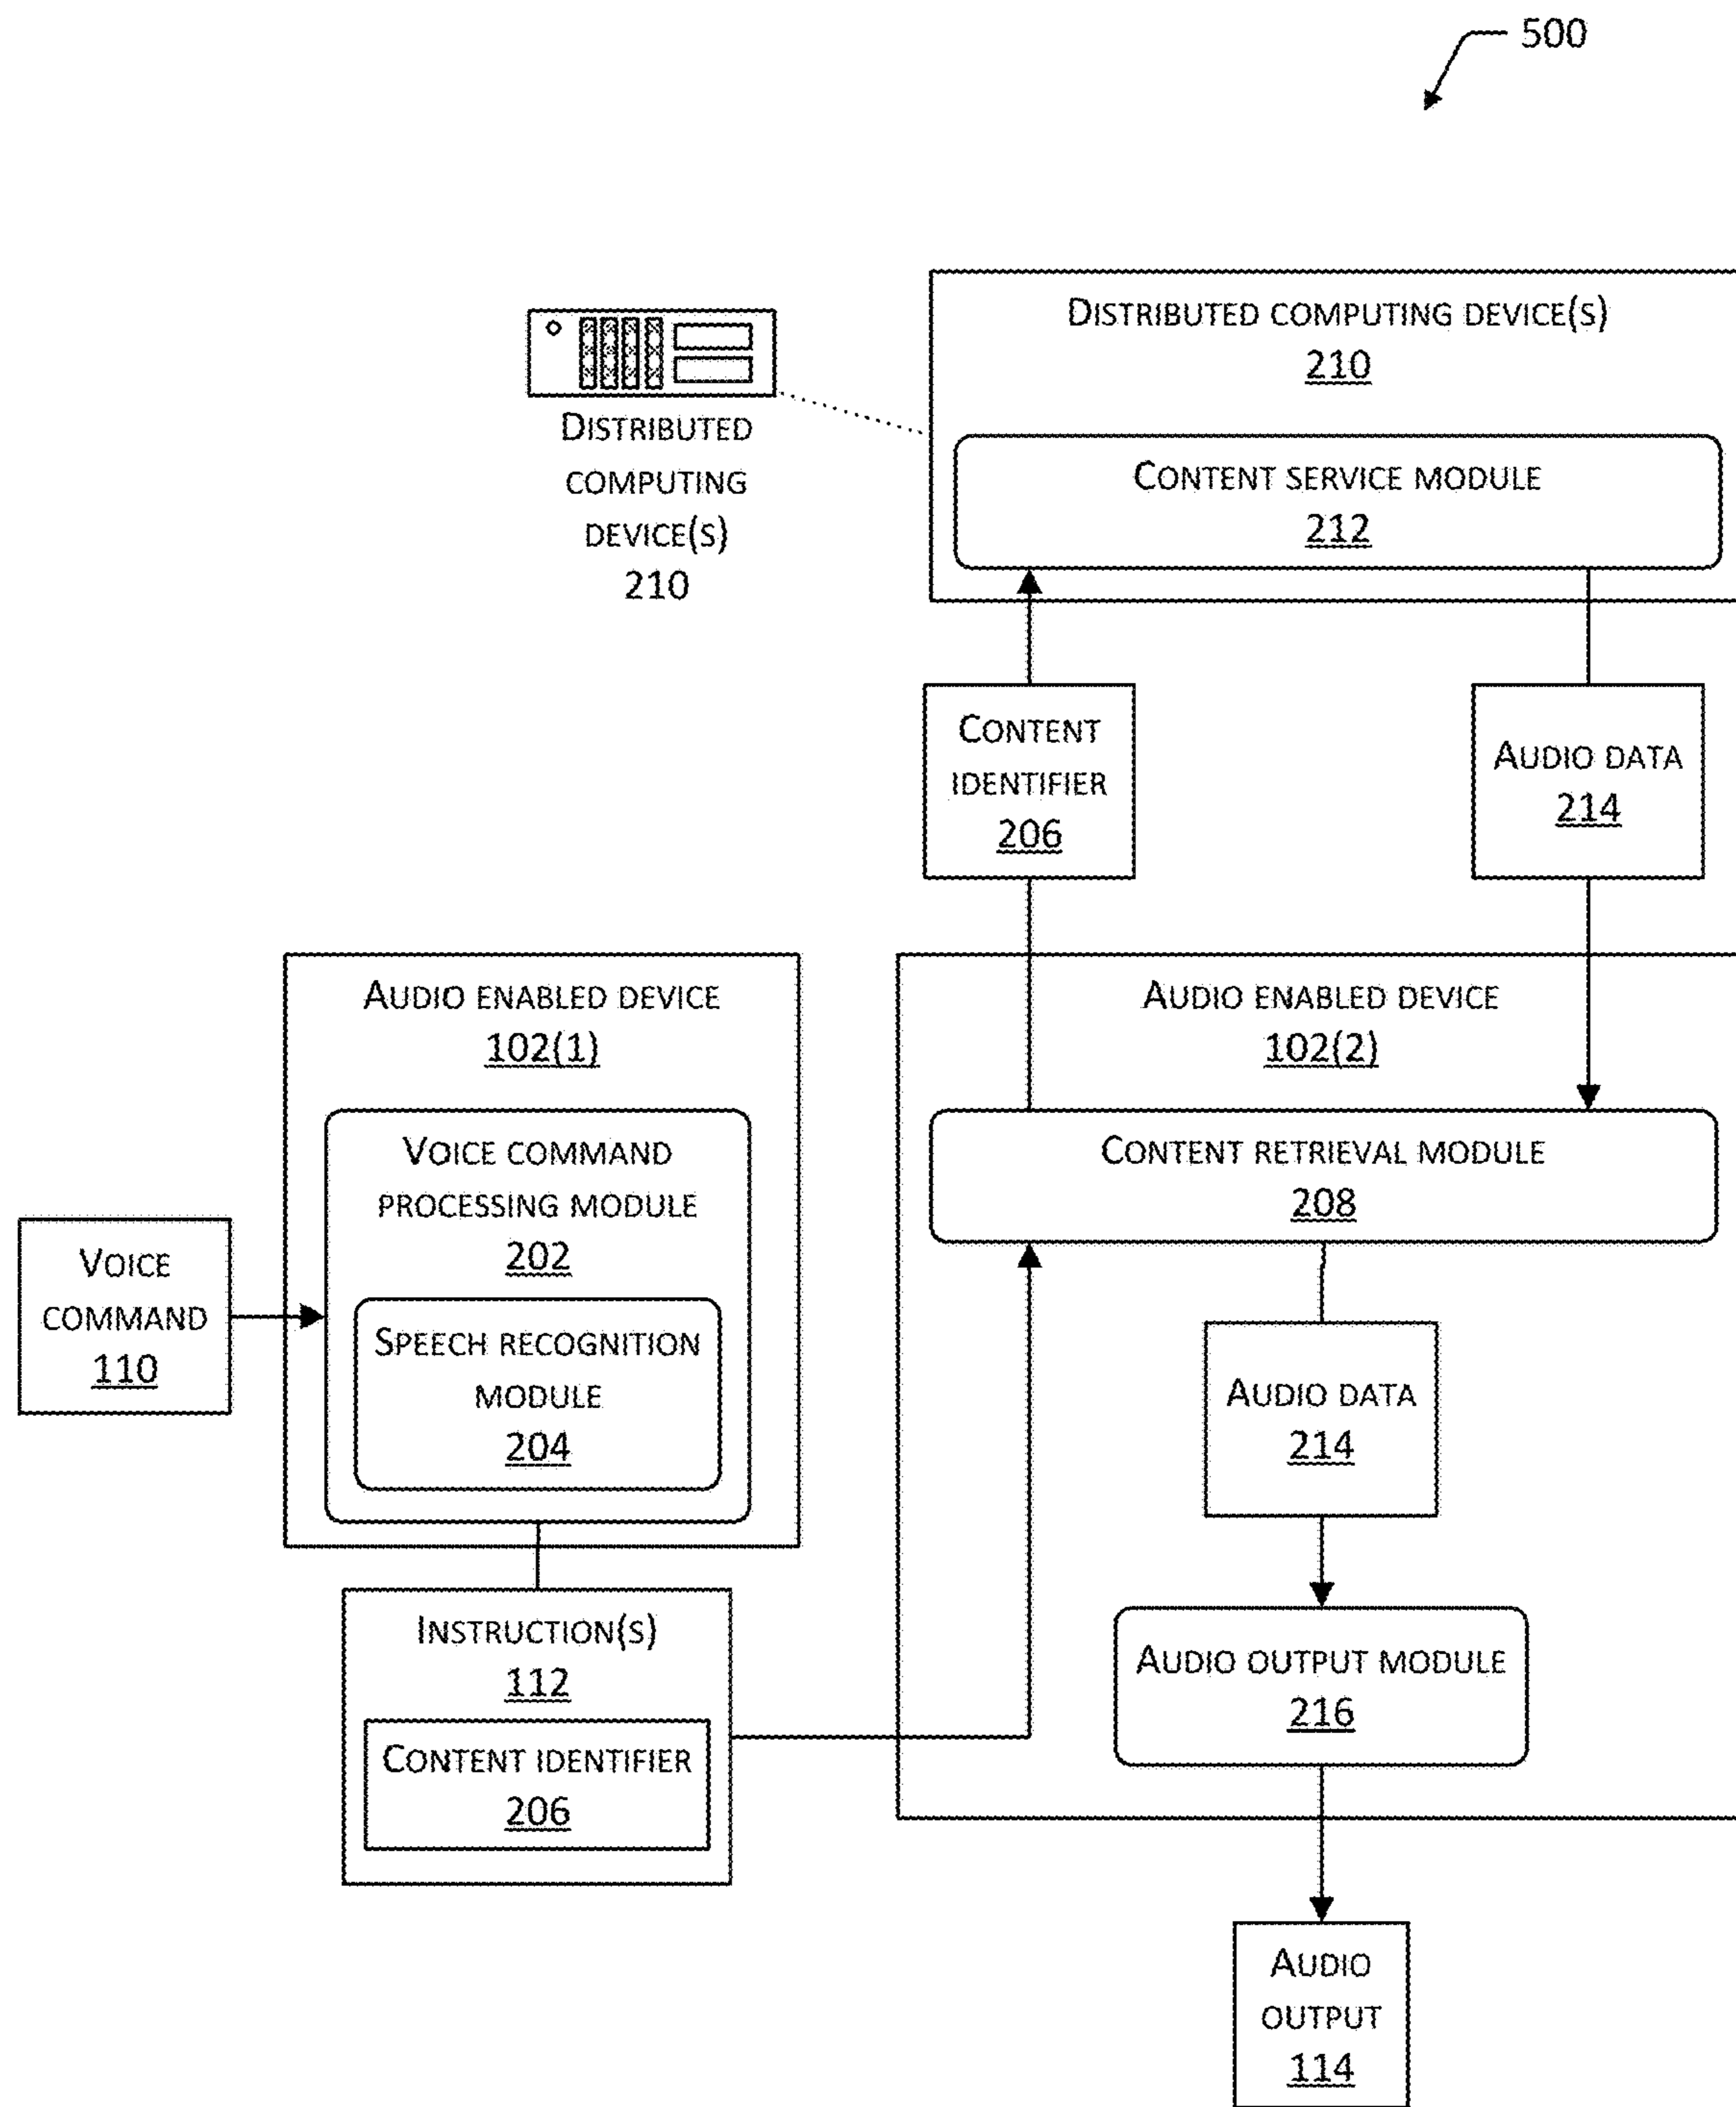 500
DISTRIBUTED COMPUTING DEVICE(S)
210
DISTRIBUTED
COMPUTING
DEVICE(S)
210
CONTENT SERVICE MODULE
212
CONTENT
IDENTIFIER
206
AUDIO DATA
214
AUDIO ENABLED DEVICE
102(1)
VOICE COMMAND
PROCESSING MODULE
202
SPEECH RECOGNITION
MODULE
204
VOICE
COMMAND
110
AUDIO ENABLED DEVICE
102(2)
CONTENT RETRIEVAL MODULE
208
AUDIO DATA
214
INSTRUCTION(S)
112
CONTENT IDENTIFIER
206
AUDIO OUTPUT MODULE
216
AUDIO
OUTPUT
114